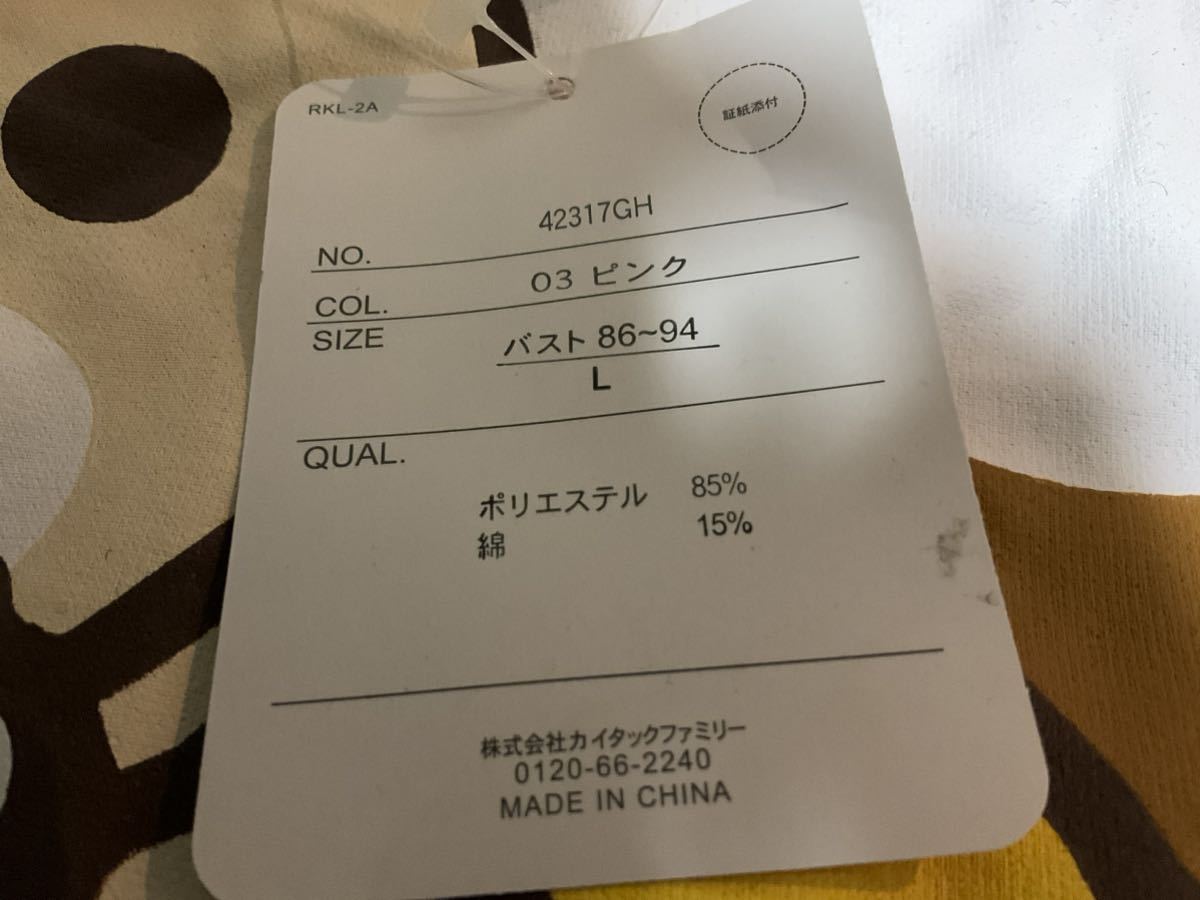 RKL-2A
証紙添付
NO. 42317GH
COL. 03 ピンク
SIZE バスト 86~94
L
QUAL.
ポリエステル 85%
綿 15%
株式会社カイタックファミリー
0120-66-2240
MADE IN CHINA